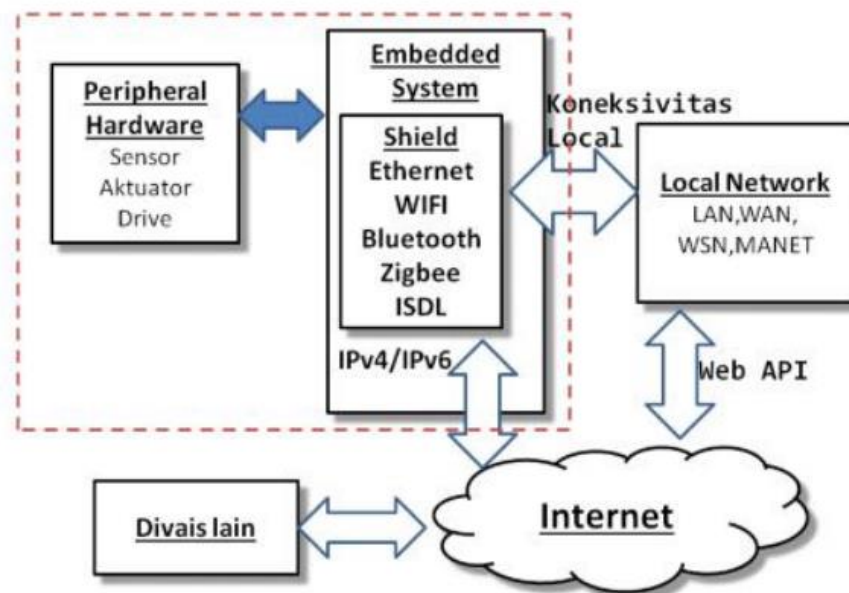 Peripheral
Hardware
Sensor
Aktuator
Drive
Embedded
System
Shield
Ethernet
WIFI
Bluetooth
Zigbee
ISDL
IPv4/IPv6
Koneksivitas
Local
Local Network
LAN,WAN,
WSN,MANET
Web API
Divais lain
Internet